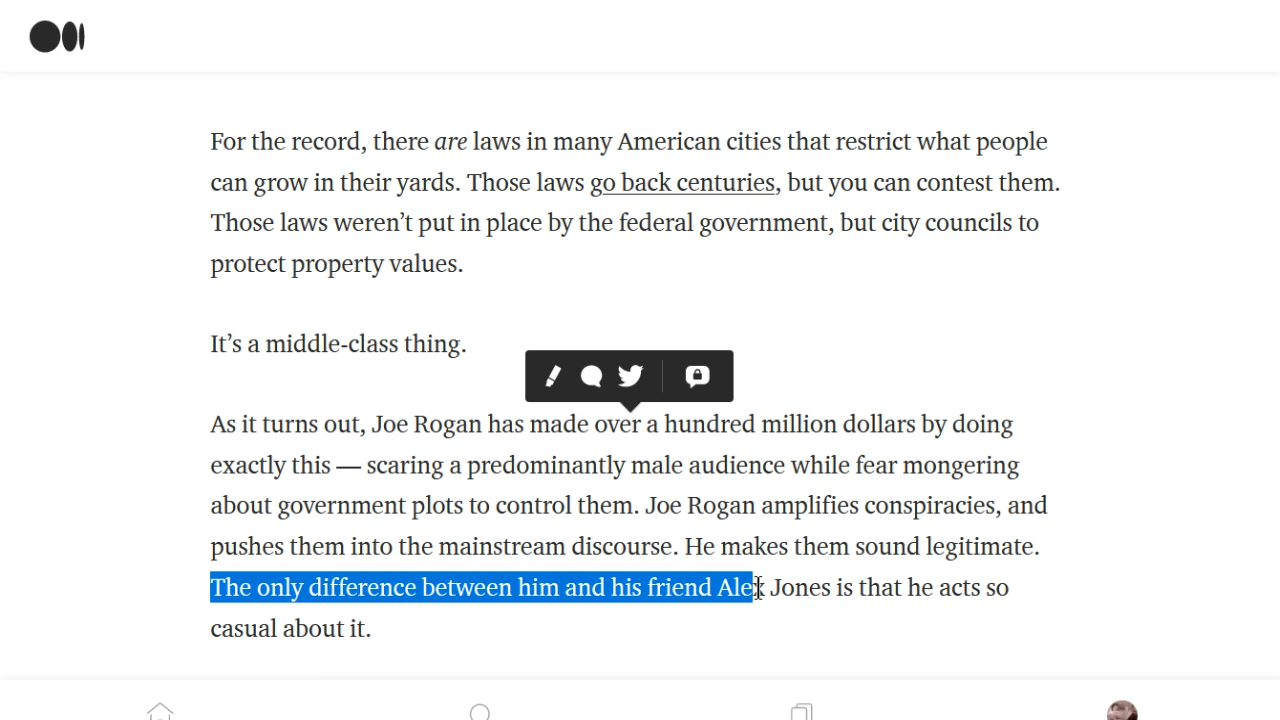 For the record, there are laws in many American cities that restrict what people
can grow in their yards. Those laws go back centuries, but you can contest them.
Those laws weren’t put in place by the federal government, but city councils to
protect property values.
It’s a middle-class thing.
As it turns out, Joe Rogan has made over a hundred million dollars by doing
exactly this — scaring a predominantly male audience while fear mongering
about government plots to control them. Joe Rogan amplifies conspiracies, and
pushes them into the mainstream discourse. He makes them sound legitimate.
The only difference between him and his friend Alex Jones is that he acts so
casual about it.